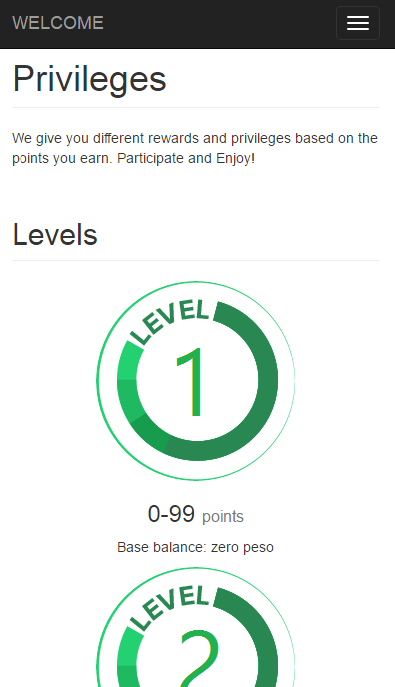 WELCOME
Privileges
We give you different rewards and privileges based on the
points you earn. Participate and Enjoy!
Levels
LEVEL
1
0-99 points
Base balance: zero peso
LEVEL
2